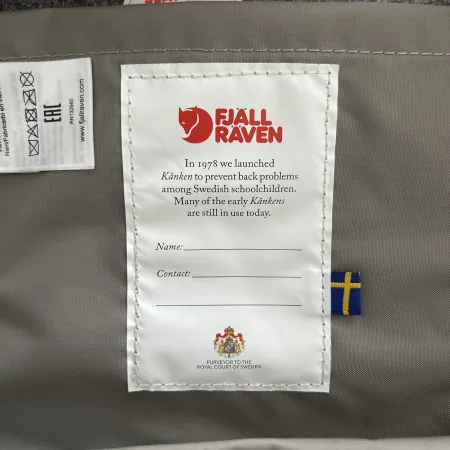 FJÄLL
RÄVEN
In 1978 we launched
Kånken to prevent back problems
among Swedish schoolchildren.
Many of the early Kånkens
are still in use today.
Name:
Contact:
PURVEYOR TO THE
ROYAL COURT OF SWEDEN
www.fjallraven.com
RN132560
EAC